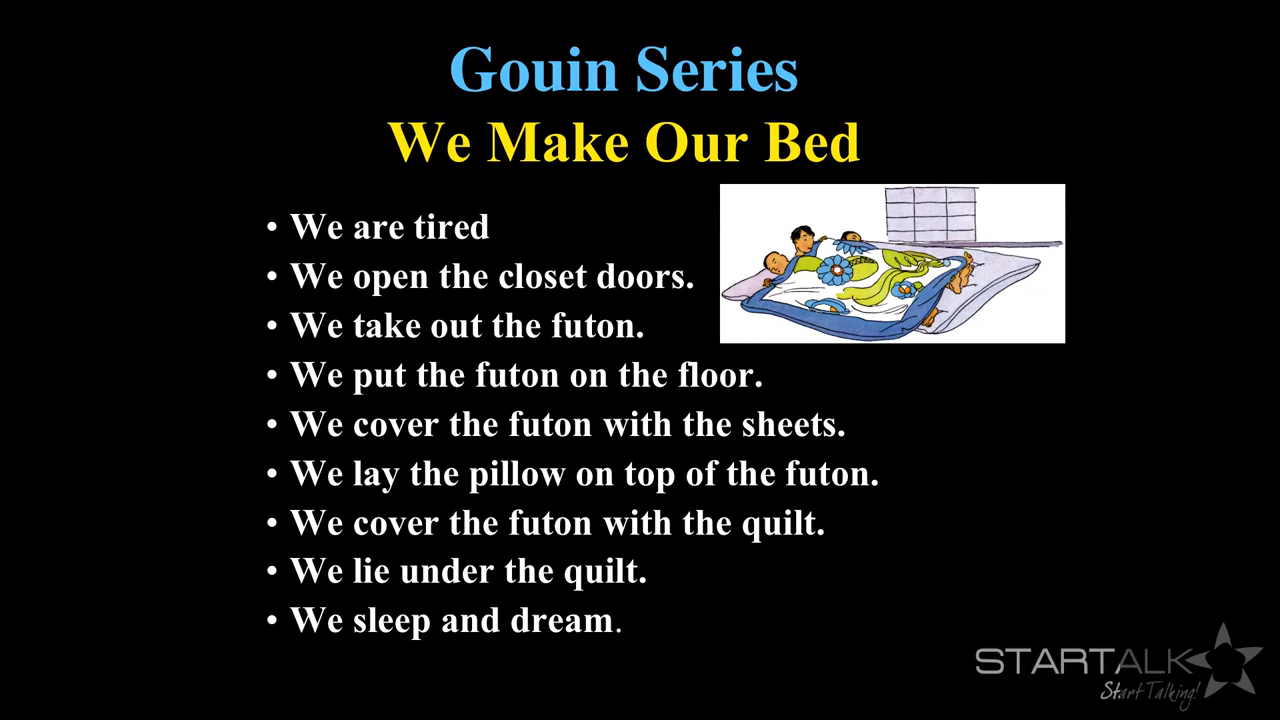 Gouin Series
We Make Our Bed
• We are tired
• We open the closet doors.
• We take out the futon.
• We put the futon on the floor.
• We cover the futon with the sheets.
• We lay the pillow on top of the futon.
• We cover the futon with the quilt.
• We lie under the quilt.
• We sleep and dream.
STARTALK
Start Talking!